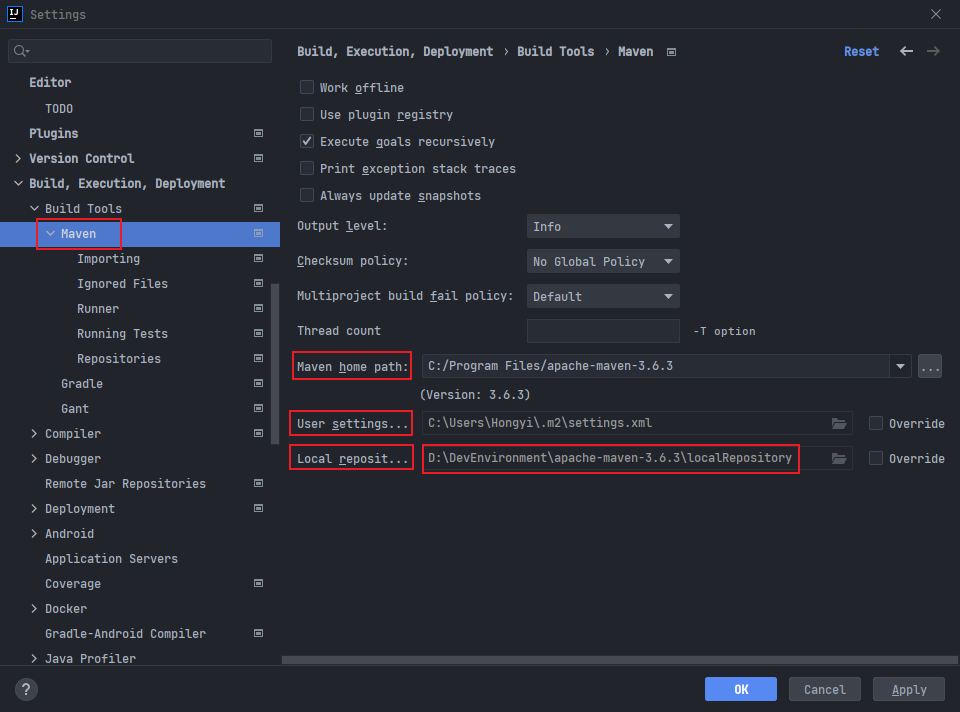 Settings
Editor
TODO
Plugins
Version Control
Build, Execution, Deployment
Build Tools
Maven
Importing
Ignored Files
Runner
Running Tests
Repositories
Gradle
Gant
Compiler
Debugger
Remote Jar Repositories
Deployment
Android
Application Servers
Coverage
Docker
Gradle-Android Compiler
Java Profiler
Build, Execution, Deployment › Build Tools › Maven
Reset
Work offline
Use plugin registry
Execute goals recursively
Print exception stack traces
Always update snapshots
Output level: Info
Checksum policy: No Global Policy
Multiproject build fail policy: Default
Thread count -T option
Maven home path: C:/Program Files/apache-maven-3.6.3 ...
(Version: 3.6.3)
User settings... C:\Users\Hongyi\.m2\settings.xml Override
Local reposit... D:\DevEnvironment\apache-maven-3.6.3\localRepository Override
? OK Cancel Apply